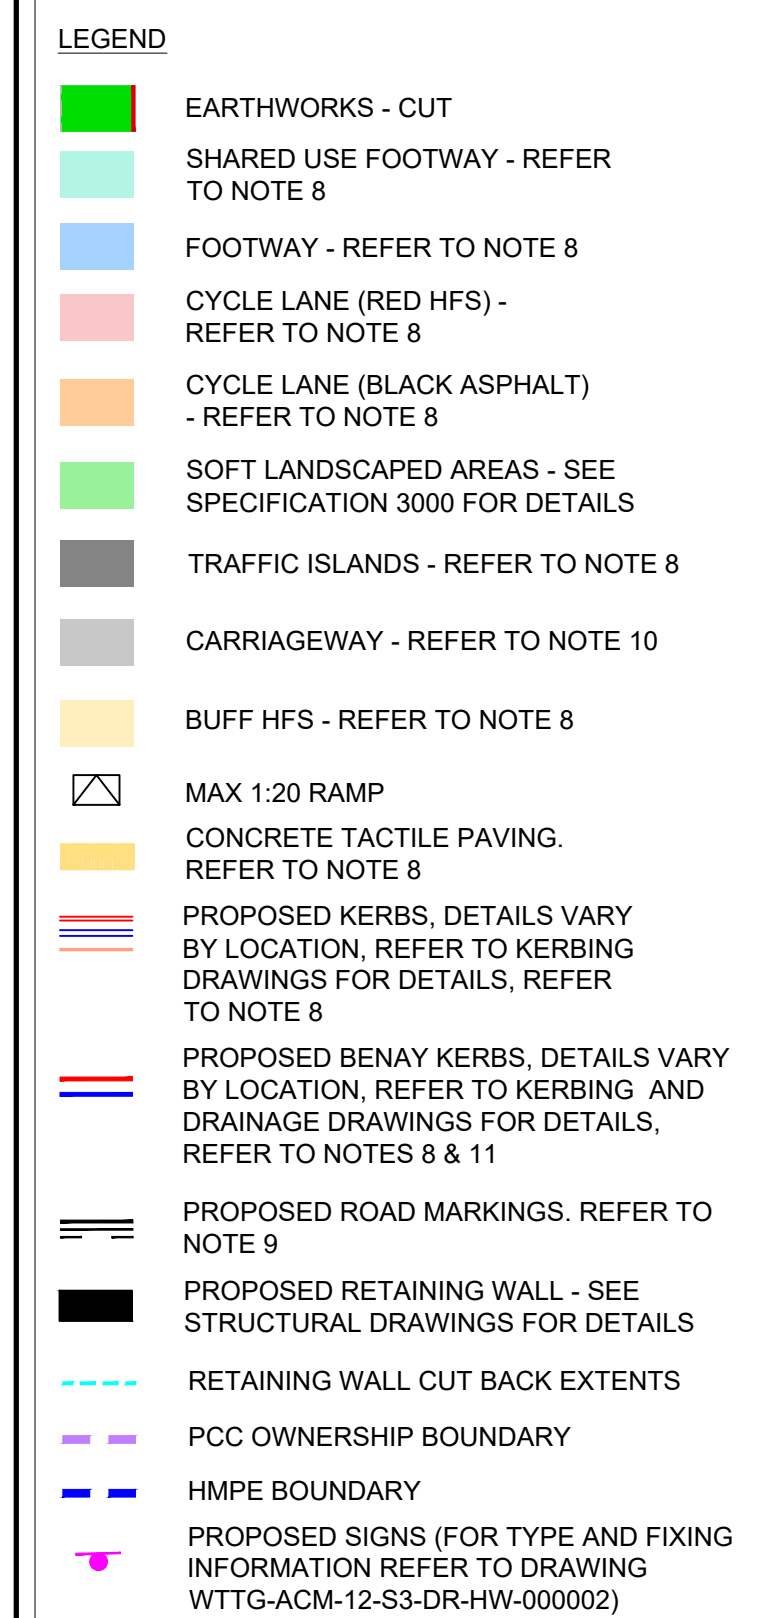 LEGEND
EARTHWORKS - CUT
SHARED USE FOOTWAY - REFER
TO NOTE 8
FOOTWAY - REFER TO NOTE 8
CYCLE LANE (RED HFS) -
REFER TO NOTE 8
CYCLE LANE (BLACK ASPHALT)
- REFER TO NOTE 8
SOFT LANDSCAPED AREAS - SEE
SPECIFICATION 3000 FOR DETAILS
TRAFFIC ISLANDS - REFER TO NOTE 8
CARRIAGEWAY - REFER TO NOTE 10
BUFF HFS - REFER TO NOTE 8
MAX 1:20 RAMP
CONCRETE TACTILE PAVING.
REFER TO NOTE 8
PROPOSED KERBS, DETAILS VARY
BY LOCATION, REFER TO KERBING
DRAWINGS FOR DETAILS, REFER
TO NOTE 8
PROPOSED BENAY KERBS, DETAILS VARY
BY LOCATION, REFER TO KERBING  AND
DRAINAGE DRAWINGS FOR DETAILS,
REFER TO NOTES 8 & 11
PROPOSED ROAD MARKINGS. REFER TO
NOTE 9
PROPOSED RETAINING WALL - SEE
STRUCTURAL DRAWINGS FOR DETAILS
RETAINING WALL CUT BACK EXTENTS
PCC OWNERSHIP BOUNDARY
HMPE BOUNDARY
PROPOSED SIGNS (FOR TYPE AND FIXING
INFORMATION REFER TO DRAWING
WTTG-ACM-12-S3-DR-HW-000002)